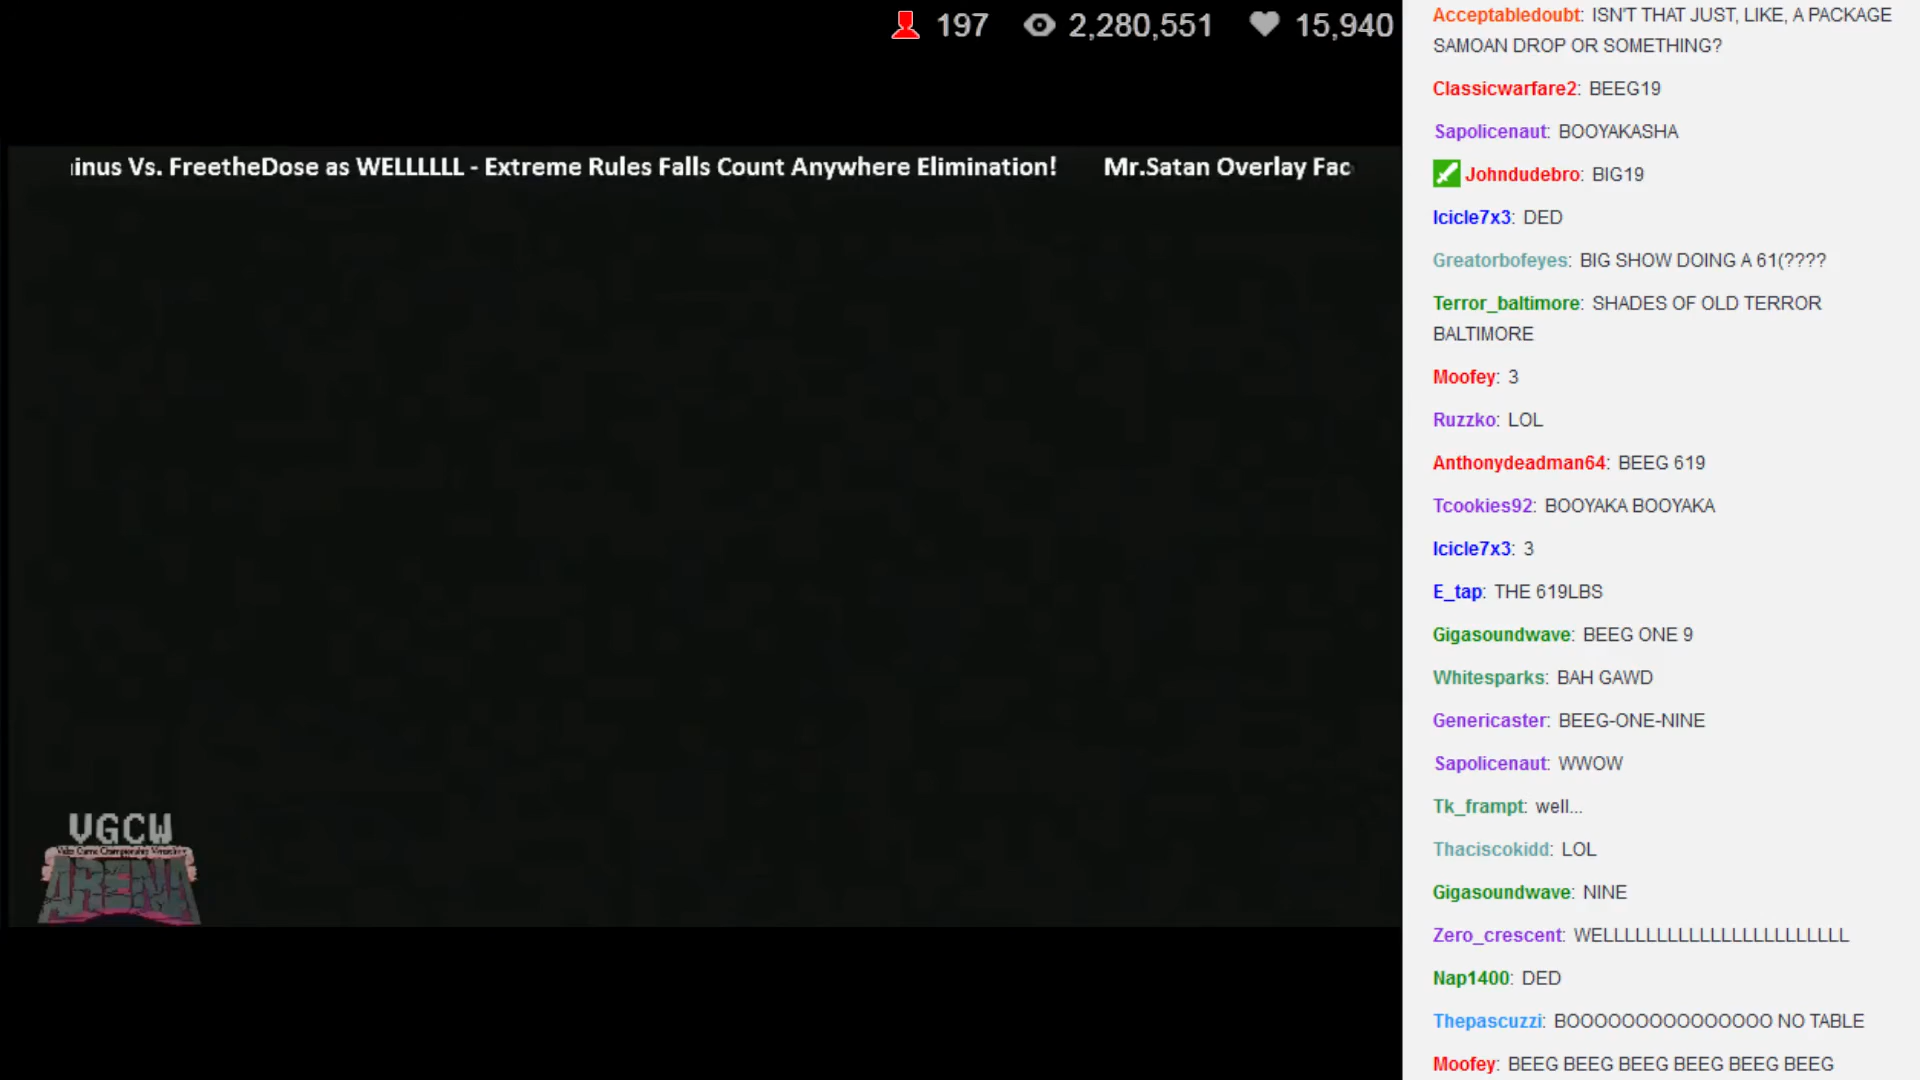 197 2,280,551 15,940
inus Vs. FreetheDose as WELLLLLL - Extreme Rules Falls Count Anywhere Elimination! Mr.Satan Overlay Fac
VGCW
ARENA
Acceptabledoubt: ISN'T THAT JUST, LIKE, A PACKAGE
SAMOAN DROP OR SOMETHING?
Classicwarfare2: BEEG19
Sapolicenaut: BOOYAKASHA
Johndudebro: BIG19
Icicle7x3: DED
Greatorbofeyes: BIG SHOW DOING A 61(????
Terror_baltimore: SHADES OF OLD TERROR
BALTIMORE
Moofey: 3
Ruzzko: LOL
Anthonydeadman64: BEEG 619
Tcookies92: BOOYAKA BOOYAKA
Icicle7x3: 3
E_tap: THE 619LBS
Gigasoundwave: BEEG ONE 9
Whitesparks: BAH GAWD
Genericaster: BEEG-ONE-NINE
Sapolicenaut: WWOW
Tk_frampt: well...
Thaciscokidd: LOL
Gigasoundwave: NINE
Zero_crescent: WELLLLLLLLLLLLLLLLLLLLLLL
Nap1400: DED
Thepascuzzi: BOOOOOOOOOOOOOOO NO TABLE
Moofey: BEEG BEEG BEEG BEEG BEEG BEEG